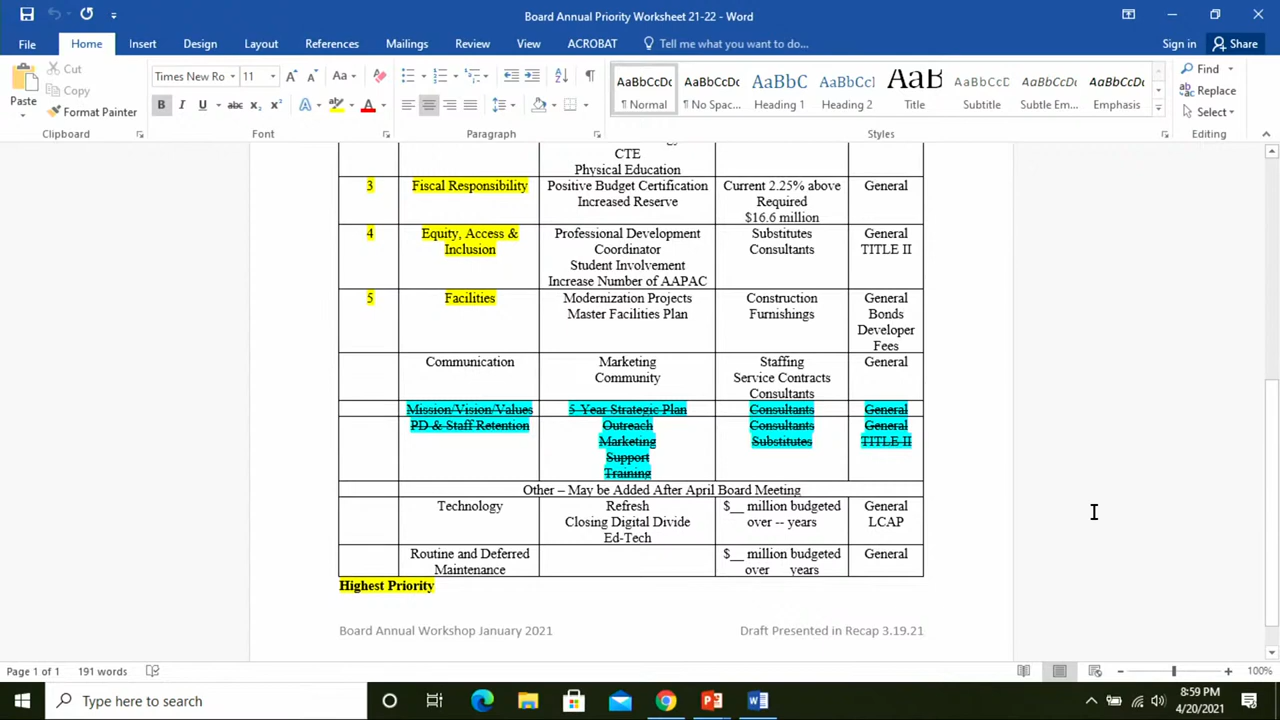 Board Annual Priority Worksheet 21-22 - Word
File Home Insert Design Layout References Mailings Review View ACROBAT Tell me what you want to do... Sign in Share
Paste
Cut
Copy
Format Painter
Clipboard
Times New Ro 11
Font
Paragraph
AaBbCcDc AaBbCcDc AaBbC AaBbCcDc AaB AaBbCcDc AaBbCcDc AaBbCcDc
¶ Normal ¶ No Spac... Heading 1 Heading 2 Title Subtitle Subtle Em... Emphasis
Styles
Find
Replace
Select
Editing
CTE
Physical Education
3 Fiscal Responsibility Positive Budget Certification Current 2.25% above General
Increased Reserve Required
$16.6 million
4 Equity, Access & Professional Development Substitutes General
Inclusion Coordinator Consultants TITLE II
Student Involvement
Increase Number of AAPAC
5 Facilities Modernization Projects Construction General
Master Facilities Plan Furnishings Bonds
Developer
Fees
Communication Marketing Staffing General
Community Service Contracts
Consultants
Mission/Vision/Values 5-Year Strategic Plan Consultants General
PD & Staff Retention Outreach Consultants General
Marketing Substitutes TITLE II
Support
Training
Other – May be Added After April Board Meeting
Technology Refresh $__ million budgeted General
Closing Digital Divide over -- years LCAP
Ed-Tech
Routine and Deferred $__ million budgeted General
Maintenance over __ years
Highest Priority
Board Annual Workshop January 2021 Draft Presented in Recap 3.19.21
Page 1 of 1 191 words 100%
Type here to search
8:59 PM
4/20/2021